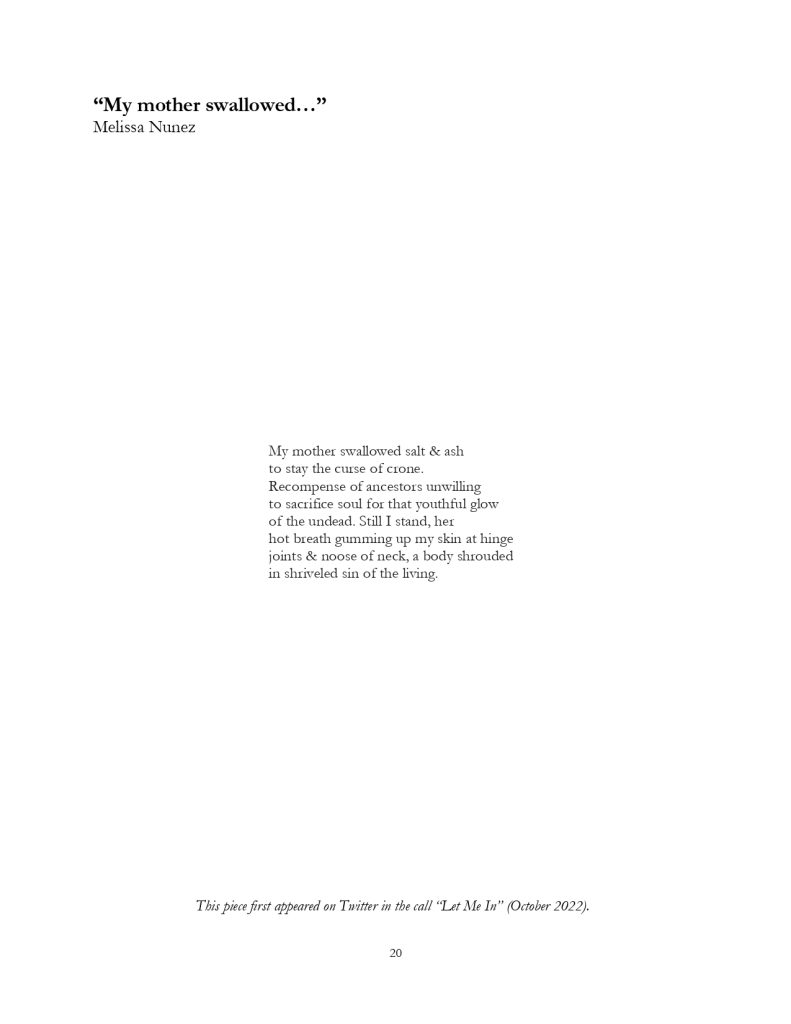 “My mother swallowed…”
Melissa Nunez
My mother swallowed salt & ash
to stay the curse of crone.
Recompense of ancestors unwilling
to sacrifice soul for that youthful glow
of the undead. Still I stand, her
hot breath gumming up my skin at hinge
joints & noose of neck, a body shrouded
in shriveled sin of the living.
This piece first appeared on Twitter in the call “Let Me In” (October 2022).
20